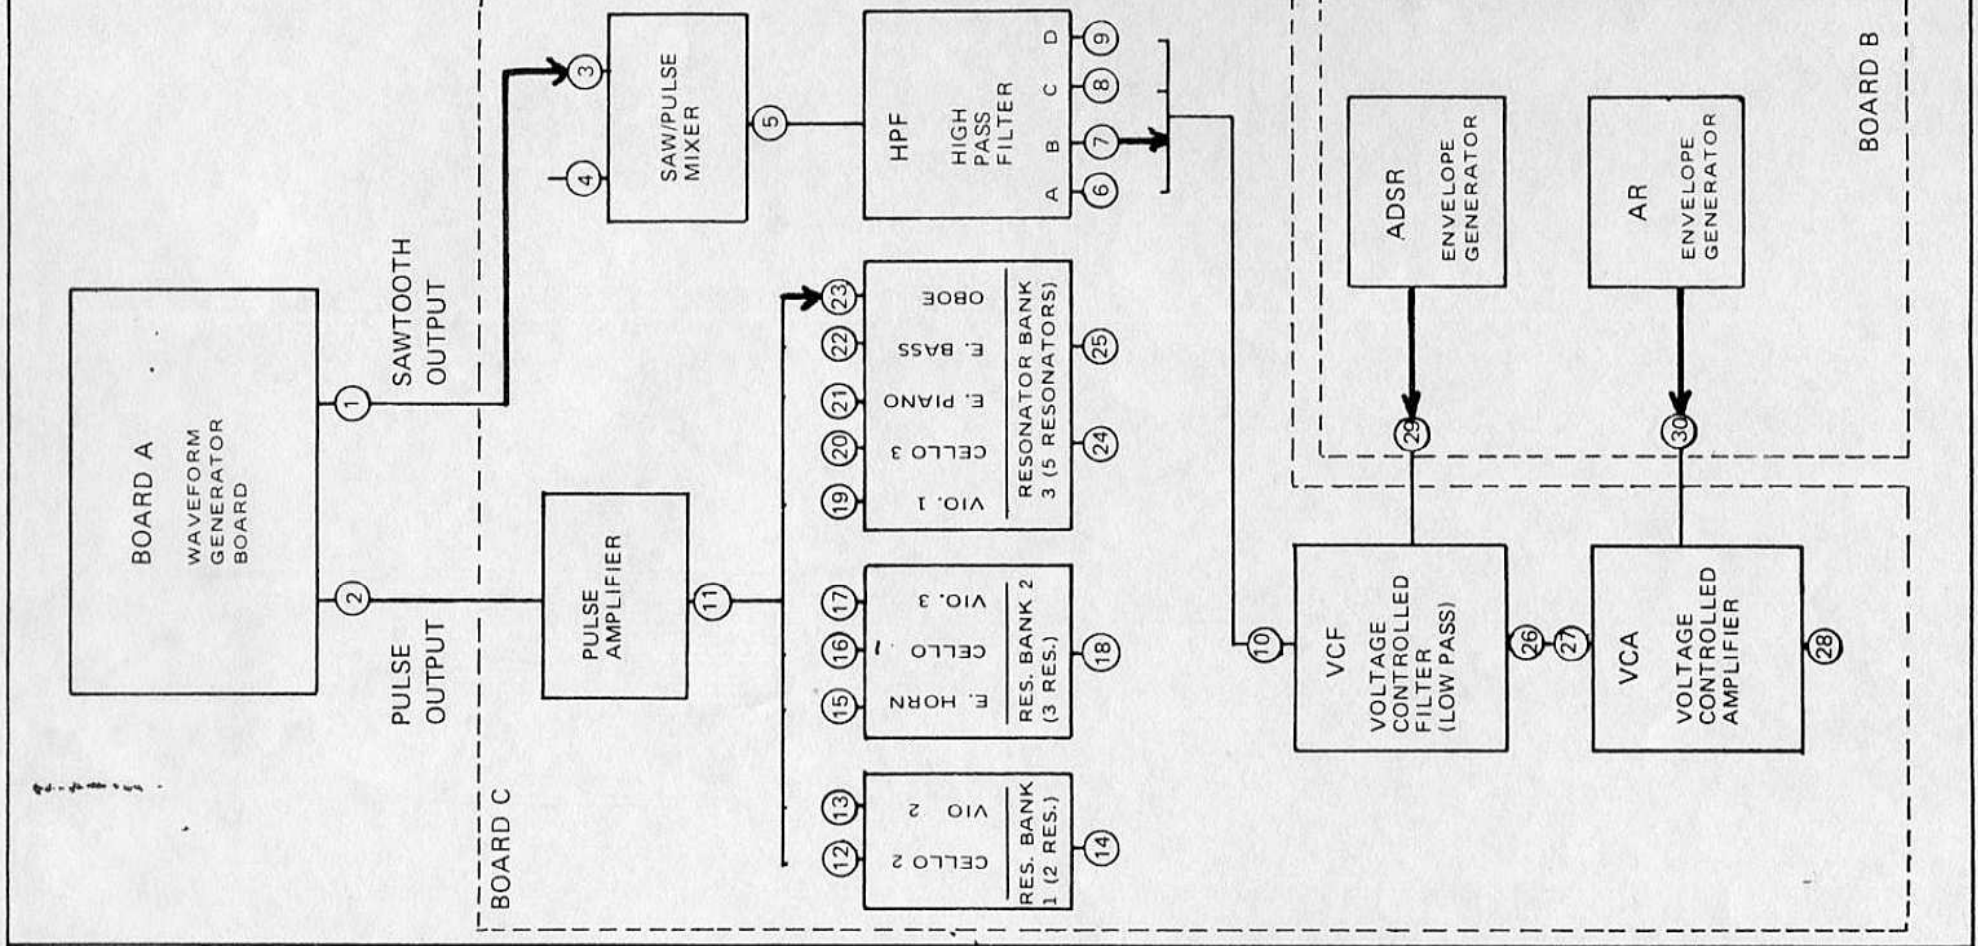 BOARD A
WAVEFORM
GENERATOR
BOARD
1
2
SAWTOOTH
OUTPUT
PULSE
OUTPUT
BOARD C
3
4
SAW/PULSE
MIXER
5
HPF
HIGH
PASS
FILTER
A
B
C
D
6
7
8
9
PULSE
AMPLIFIER
11
12
13
CELLO 2
VIO 2
RES. BANK
1 (2 RES.)
14
15
16
17
E. HORN
CELLO 1
VIO. 3
RES. BANK 2
(3 RES.)
18
19
20
21
22
23
VIO. 1
CELLO 3
E. PIANO
E. BASS
OBOE
RESONATOR BANK
3 (5 RESONATORS)
24
25
10
VCF
VOLTAGE
CONTROLLED
FILTER
(LOW PASS)
26
27
VCA
VOLTAGE
CONTROLLED
AMPLIFIER
28
29
30
ADSR
ENVELOPE
GENERATOR
AR
ENVELOPE
GENERATOR
BOARD B